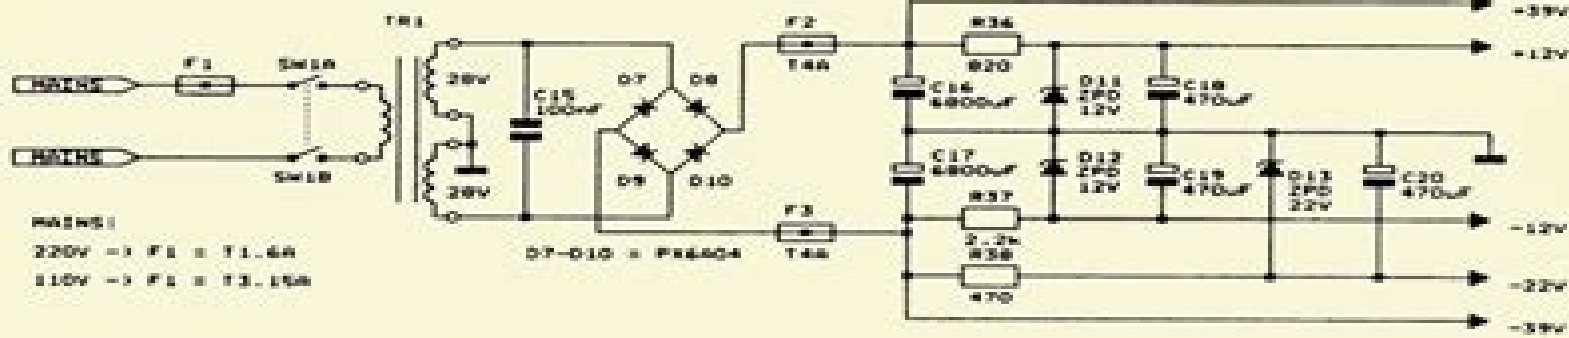 TR1
F2
R36
-39V
+12V
F1
SW1A
MAINS
28V
T4A
820
D7
D8
C15
100nF
C16
6800uF
D11
ZPD
12V
C18
470uF
MAINS
SW1B
28V
D9
D10
C17
6800uF
D12
ZPD
12V
C19
470uF
D13
ZPD
22V
C20
470uF
MAINS:
220V -> F1 = T1.6A
110V -> F1 = T3.15A
D7-D10 = PX6A04
F3
T4A
R37
2.2k
R38
470
-12V
-22V
-39V